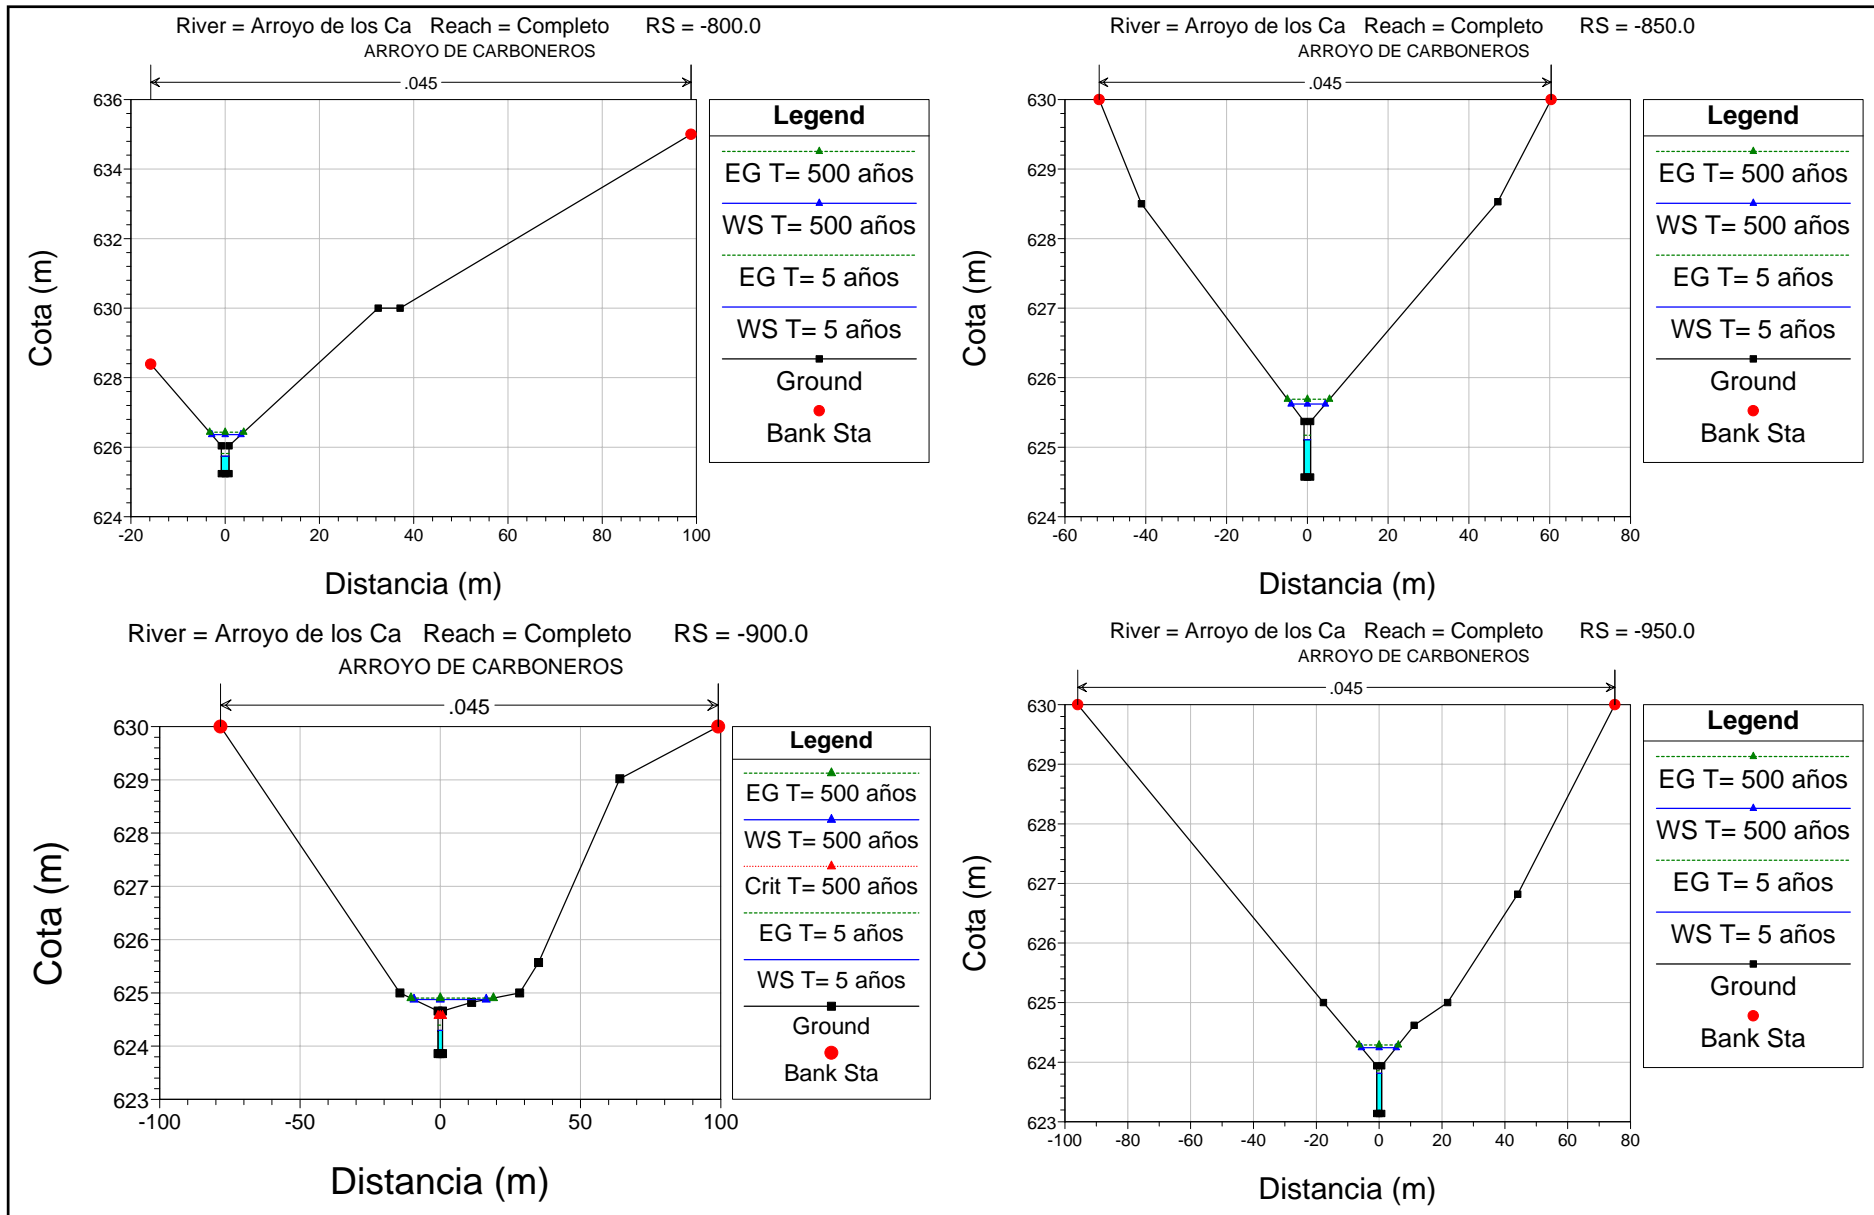 River = Arroyo de los Ca Reach = Completo RS = -800.0
ARROYO DE CARBONEROS
.045
636
634
632
630
628
626
624
-20
0
20
40
60
80
100
Cota (m)
Distancia (m)
Legend
EG T= 500 años
WS T= 500 años
EG T= 5 años
WS T= 5 años
Ground
Bank Sta
River = Arroyo de los Ca Reach = Completo RS = -850.0
ARROYO DE CARBONEROS
.045
630
629
628
627
626
625
624
-60
-40
-20
0
20
40
60
80
Cota (m)
Distancia (m)
Legend
EG T= 500 años
WS T= 500 años
EG T= 5 años
WS T= 5 años
Ground
Bank Sta
River = Arroyo de los Ca Reach = Completo RS = -900.0
ARROYO DE CARBONEROS
.045
630
629
628
627
626
625
624
623
-100
-50
0
50
100
Cota (m)
Distancia (m)
Legend
EG T= 500 años
WS T= 500 años
Crit T= 500 años
EG T= 5 años
WS T= 5 años
Ground
Bank Sta
River = Arroyo de los Ca Reach = Completo RS = -950.0
ARROYO DE CARBONEROS
.045
630
629
628
627
626
625
624
623
-100
-80
-60
-40
-20
0
20
40
60
80
Cota (m)
Distancia (m)
Legend
EG T= 500 años
WS T= 500 años
EG T= 5 años
WS T= 5 años
Ground
Bank Sta